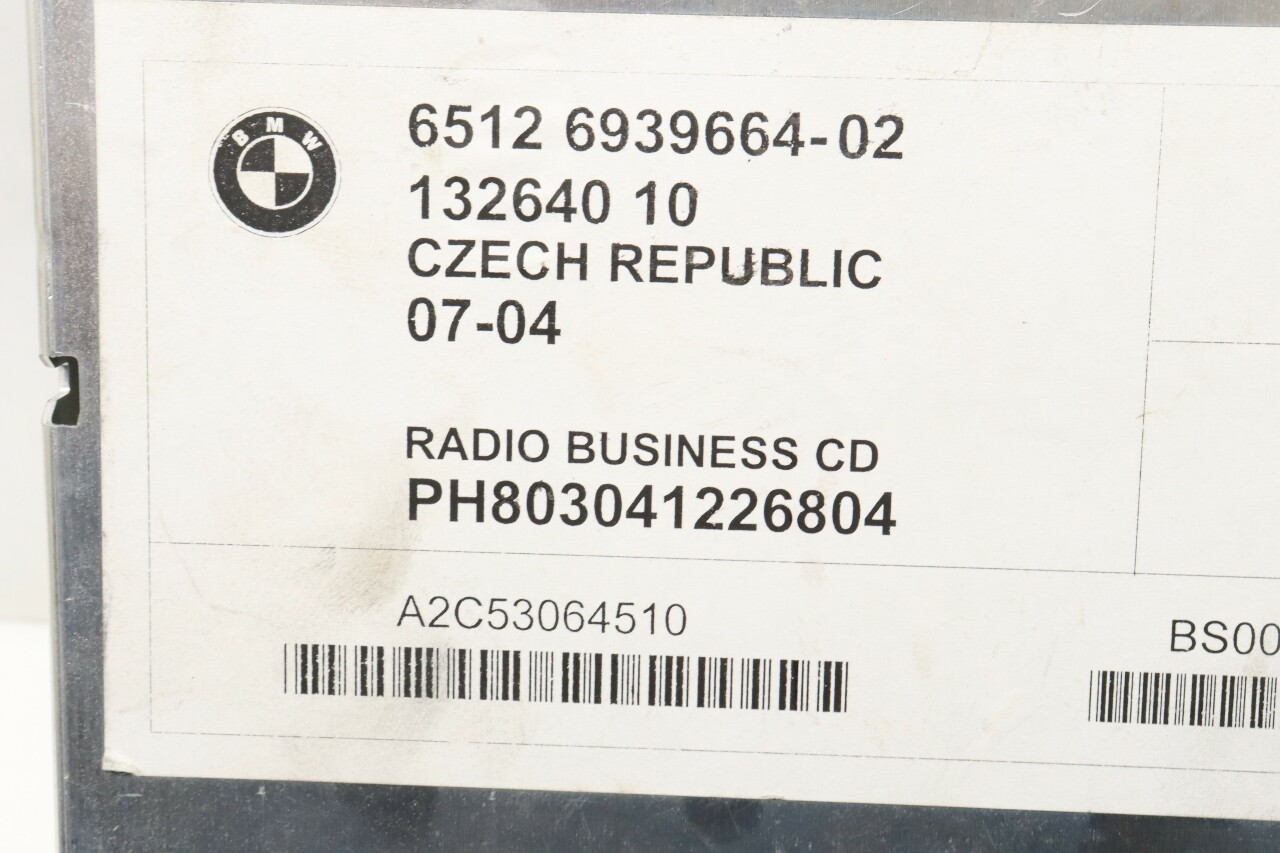 BMW
6512 6939664-02
132640 10
CZECH REPUBLIC
07-04
RADIO BUSINESS CD
PH803041226804
A2C53064510
BS00